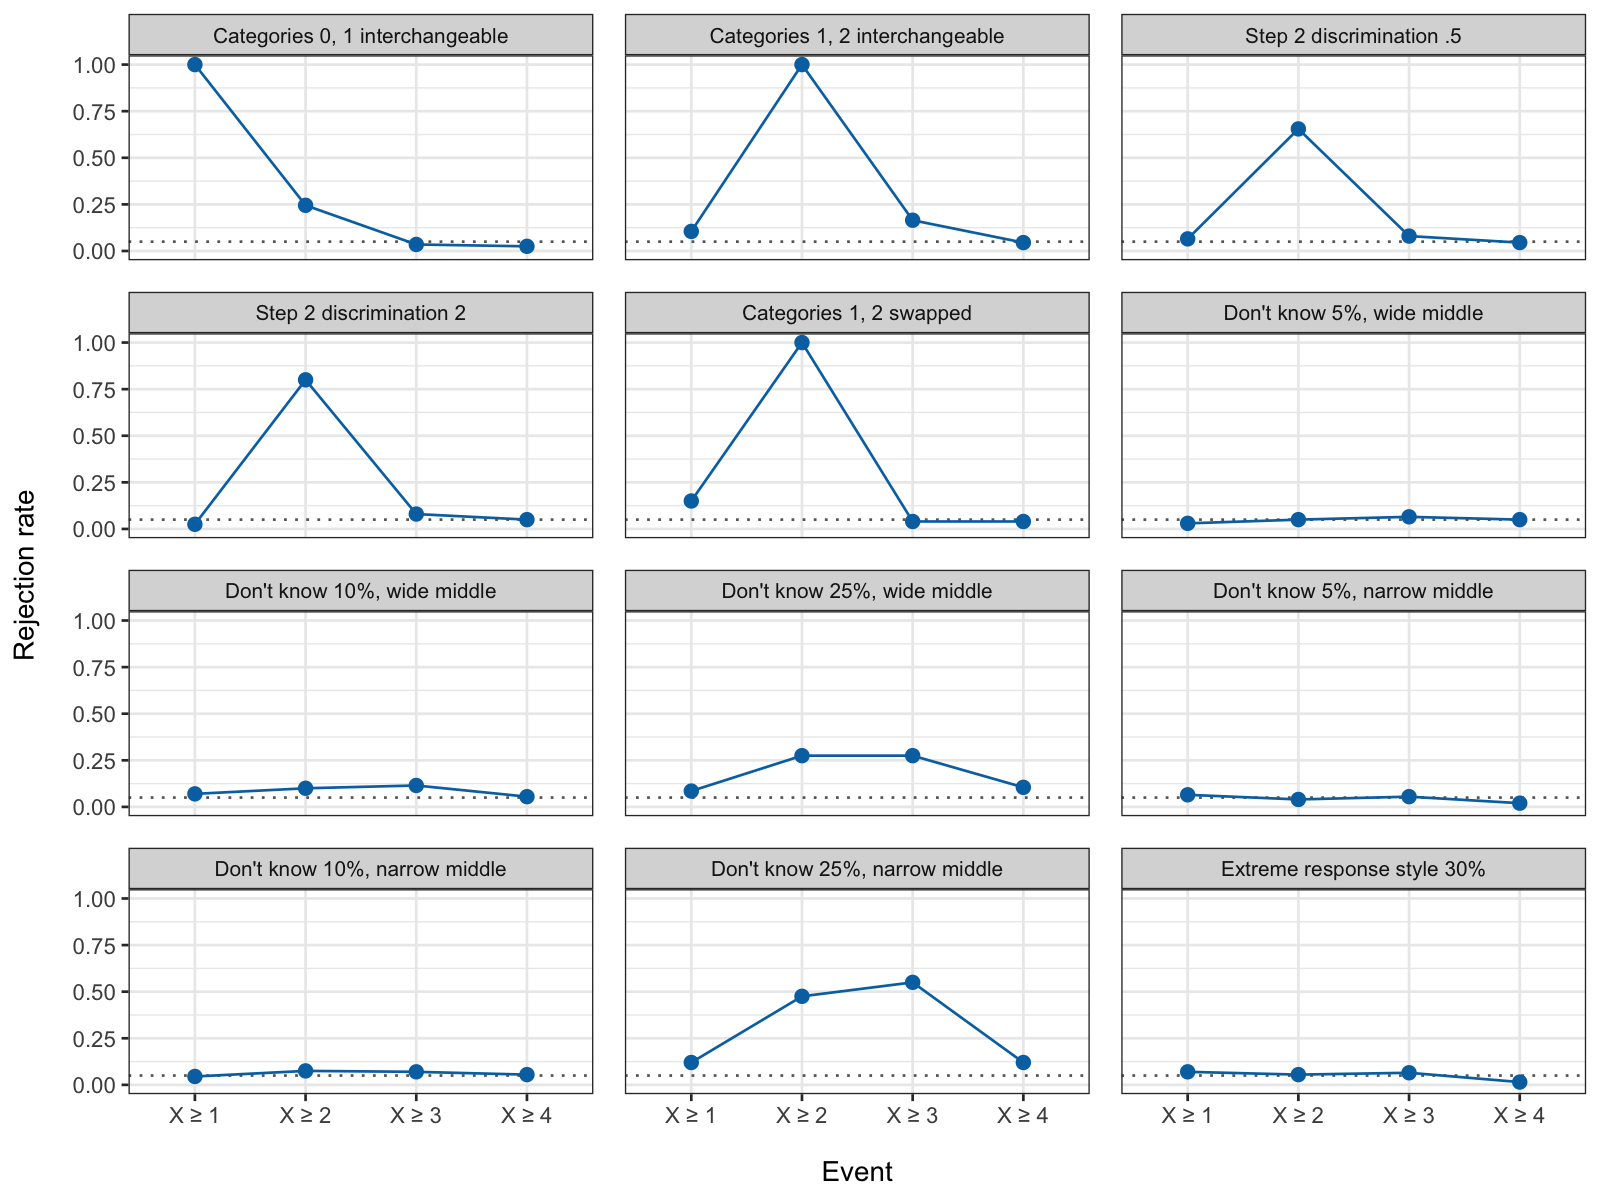 Categories 0, 1 interchangeable
Categories 1, 2 interchangeable
Step 2 discrimination .5
1.00
0.75
0.50
0.25
0.00
Step 2 discrimination 2
Categories 1, 2 swapped
Don't know 5%, wide middle
1.00
0.75
0.50
0.25
0.00
Don't know 10%, wide middle
Don't know 25%, wide middle
Don't know 5%, narrow middle
1.00
0.75
0.50
0.25
0.00
Don't know 10%, narrow middle
Don't know 25%, narrow middle
Extreme response style 30%
1.00
0.75
0.50
0.25
0.00
X ≥ 1 X ≥ 2 X ≥ 3 X ≥ 4
X ≥ 1 X ≥ 2 X ≥ 3 X ≥ 4
X ≥ 1 X ≥ 2 X ≥ 3 X ≥ 4
Event
Rejection rate